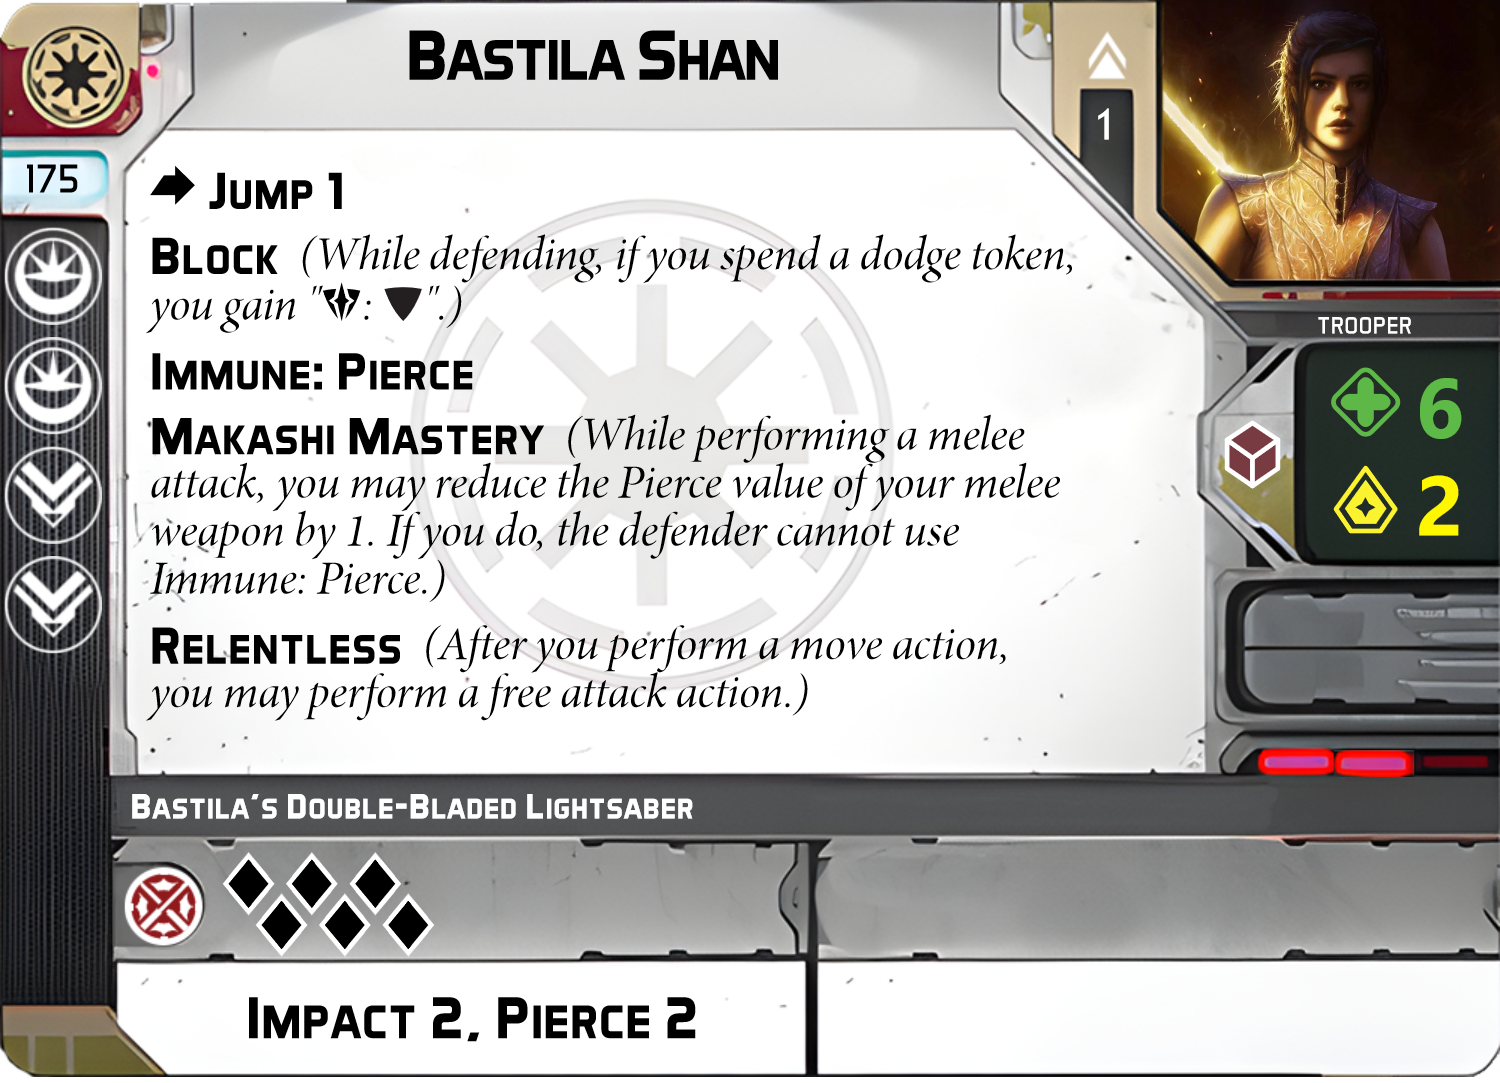 BASTILA SHAN
1
175
JUMP 1
BLOCK (While defending, if you spend a dodge token,
you gain ": ".)
IMMUNE: PIERCE
MAKASHI MASTERY (While performing a melee
attack, you may reduce the Pierce value of your melee
weapon by 1. If you do, the defender cannot use
Immune: Pierce.)
RELENTLESS (After you perform a move action,
you may perform a free attack action.)
TROOPER
6
2
BASTILA'S DOUBLE-BLADED LIGHTSABER
IMPACT 2, PIERCE 2